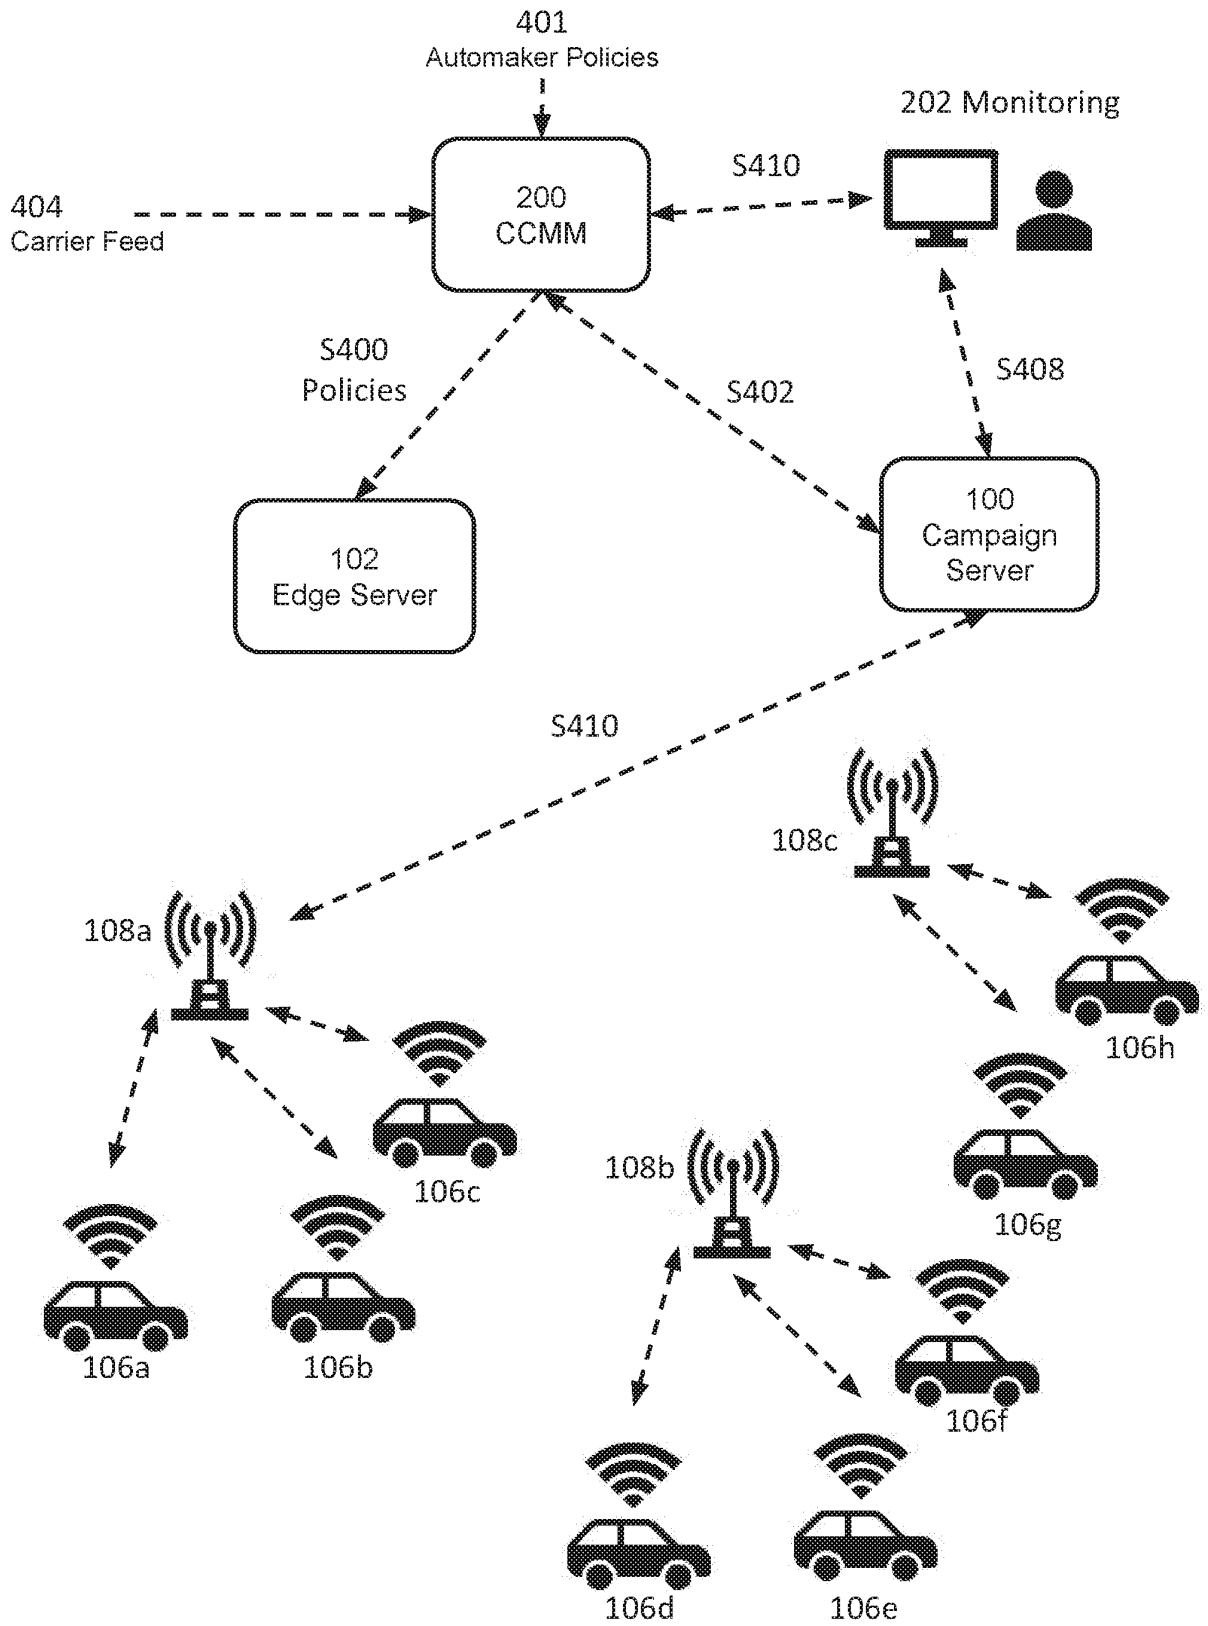 401
Automaker Policies
202 Monitoring
S410
200
CCMM
404
Carrier Feed
S400
Policies
S402
S408
100
Campaign
Server
102
Edge Server
S410
108c
108a
106h
108b
106c
106g
106a
106b
106f
106d
106e